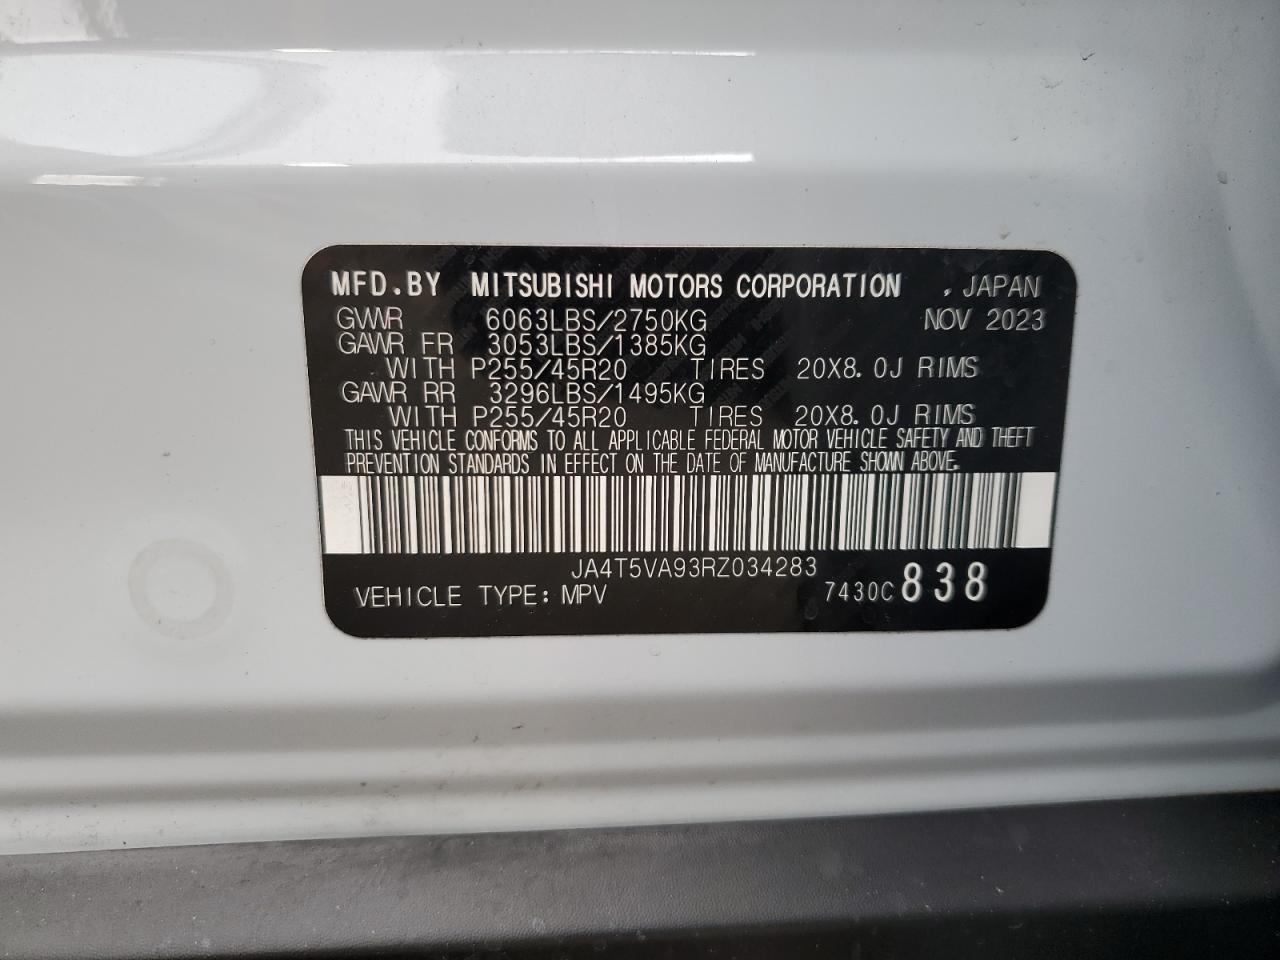 MFD.BY MITSUBISHI MOTORS CORPORATION , JAPAN
GVWR 6063LBS/2750KG NOV 2023
GAWR FR 3053LBS/1385KG
WITH P255/45R20 TIRES 20X8.0J RIMS
GAWR RR 3296LBS/1495KG
WITH P255/45R20 TIRES 20X8.0J RIMS
THIS VEHICLE CONFORMS TO ALL APPLICABLE FEDERAL MOTOR VEHICLE SAFETY AND THEFT
PREVENTION STANDARDS IN EFFECT ON THE DATE OF MANUFACTURE SHOWN ABOVE.
JA4T5VA93RZ034283
VEHICLE TYPE: MPV 7430C 838